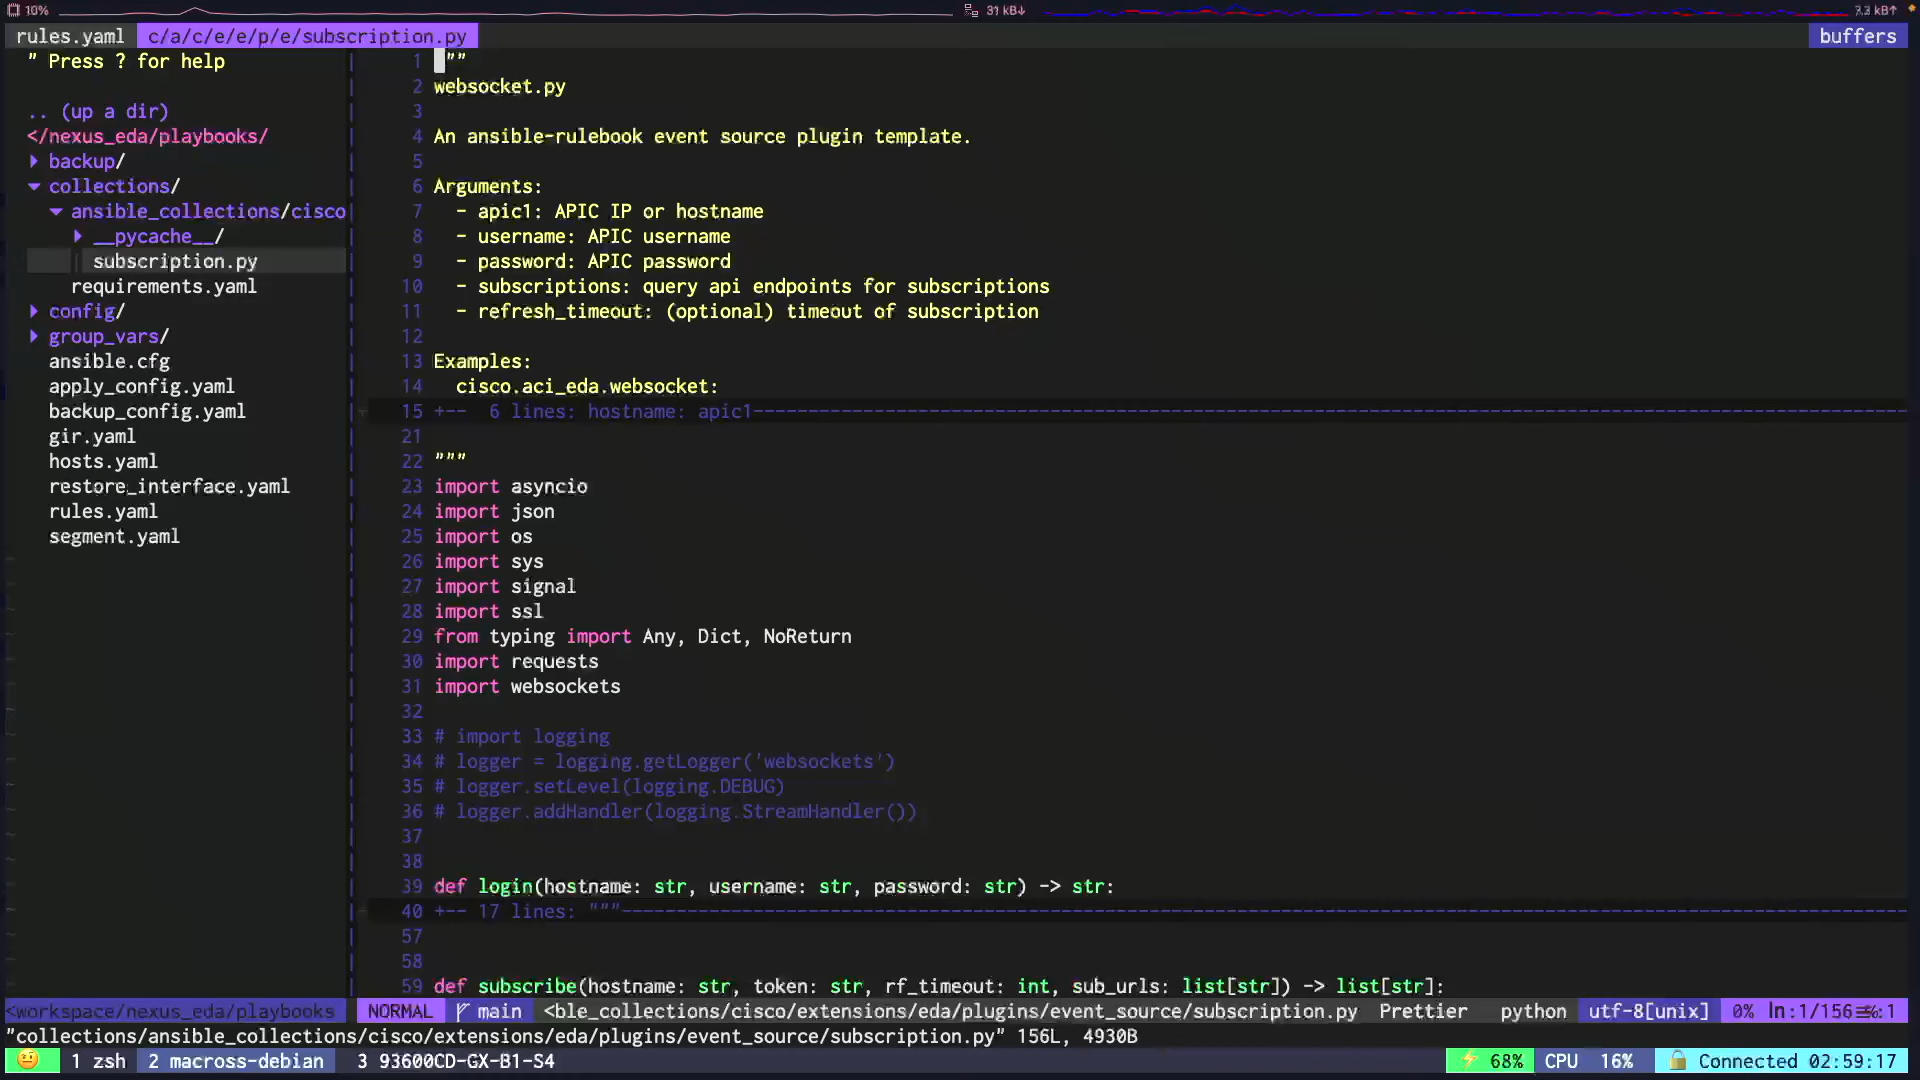 10% 31 kB↓ 7.3 kB↑
rules.yaml c/a/c/e/e/p/e/subscription.py buffers
" Press ? for help
.. (up a dir)
</nexus_eda/playbooks/
▸ backup/
▾ collections/
▾ ansible_collections/cisco
▸ __pycache__/
subscription.py
requirements.yaml
▸ config/
▸ group_vars/
ansible.cfg
apply_config.yaml
backup_config.yaml
gir.yaml
hosts.yaml
restore_interface.yaml
rules.yaml
segment.yaml
1 """
2 websocket.py
3
4 An ansible-rulebook event source plugin template.
5
6 Arguments:
7 - apic1: APIC IP or hostname
8 - username: APIC username
9 - password: APIC password
10 - subscriptions: query api endpoints for subscriptions
11 - refresh_timeout: (optional) timeout of subscription
12
13 Examples:
14 cisco.aci_eda.websocket:
15 +-- 6 lines: hostname: apic1
21
22 """
23 import asyncio
24 import json
25 import os
26 import sys
27 import signal
28 import ssl
29 from typing import Any, Dict, NoReturn
30 import requests
31 import websockets
32
33 # import logging
34 # logger = logging.getLogger('websockets')
35 # logger.setLevel(logging.DEBUG)
36 # logger.addHandler(logging.StreamHandler())
37
38
39 def login(hostname: str, username: str, password: str) -> str:
40 +-- 17 lines: """
57
58
59 def subscribe(hostname: str, token: str, rf_timeout: int, sub_urls: list[str]) -> list[str]:
<workspace/nexus_eda/playbooks NORMAL main <ble_collections/cisco/extensions/eda/plugins/event_source/subscription.py Prettier python utf-8[unix] 0% ln:1/156≡%:1
"collections/ansible_collections/cisco/extensions/eda/plugins/event_source/subscription.py" 156L, 4930B
1 zsh 2 macross-debian 3 93600CD-GX-B1-S4 68% CPU 16% Connected 02:59:17